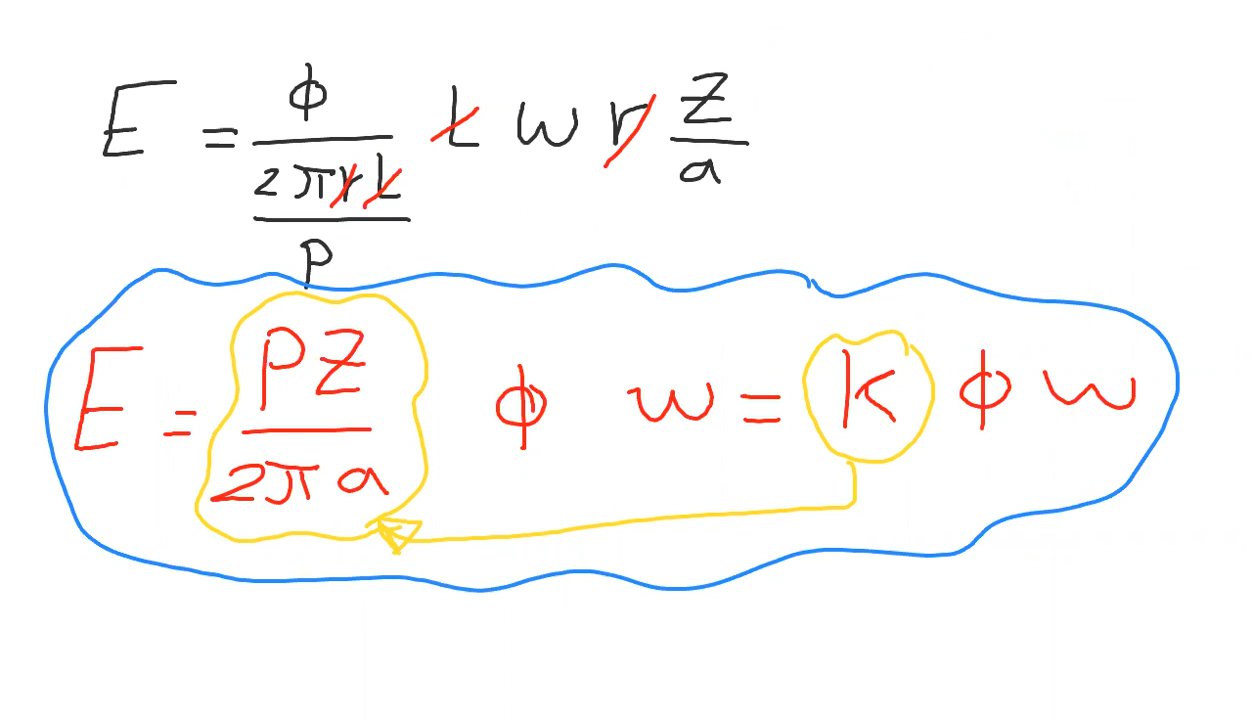 E = ϕ / (2πrL / P) L w r Z / a
E = PZ / 2πa ϕ w = K ϕ w